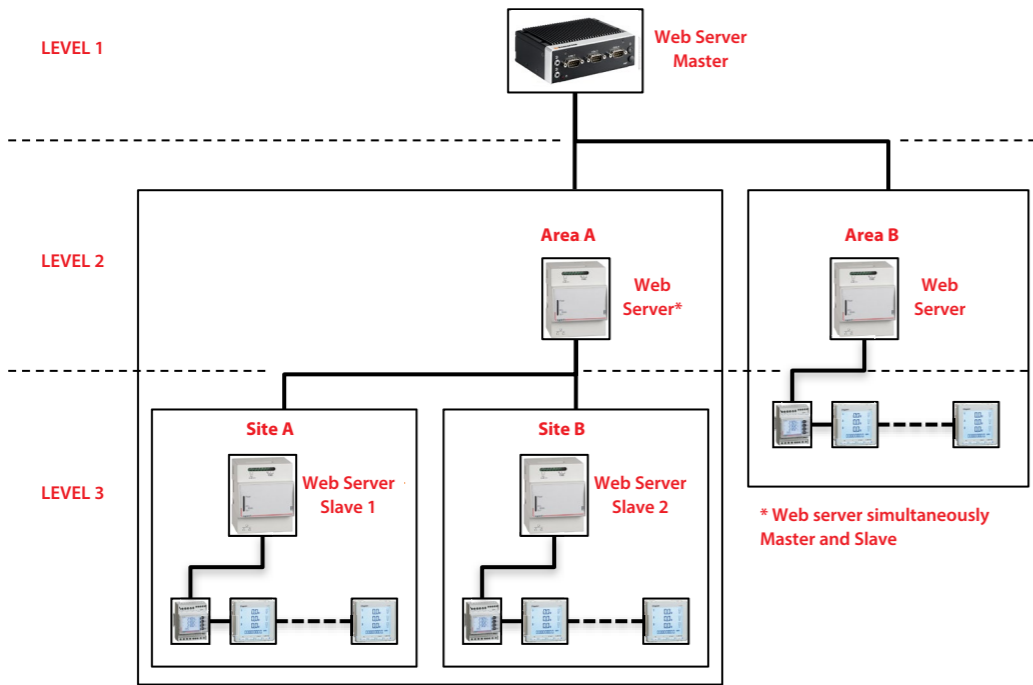 LEVEL 1
Web Server
Master
LEVEL 2
Area A
Web
Server*
Area B
Web
Server
LEVEL 3
Site A
Web Server
Slave 1
Site B
Web Server
Slave 2
* Web server simultaneously
Master and Slave